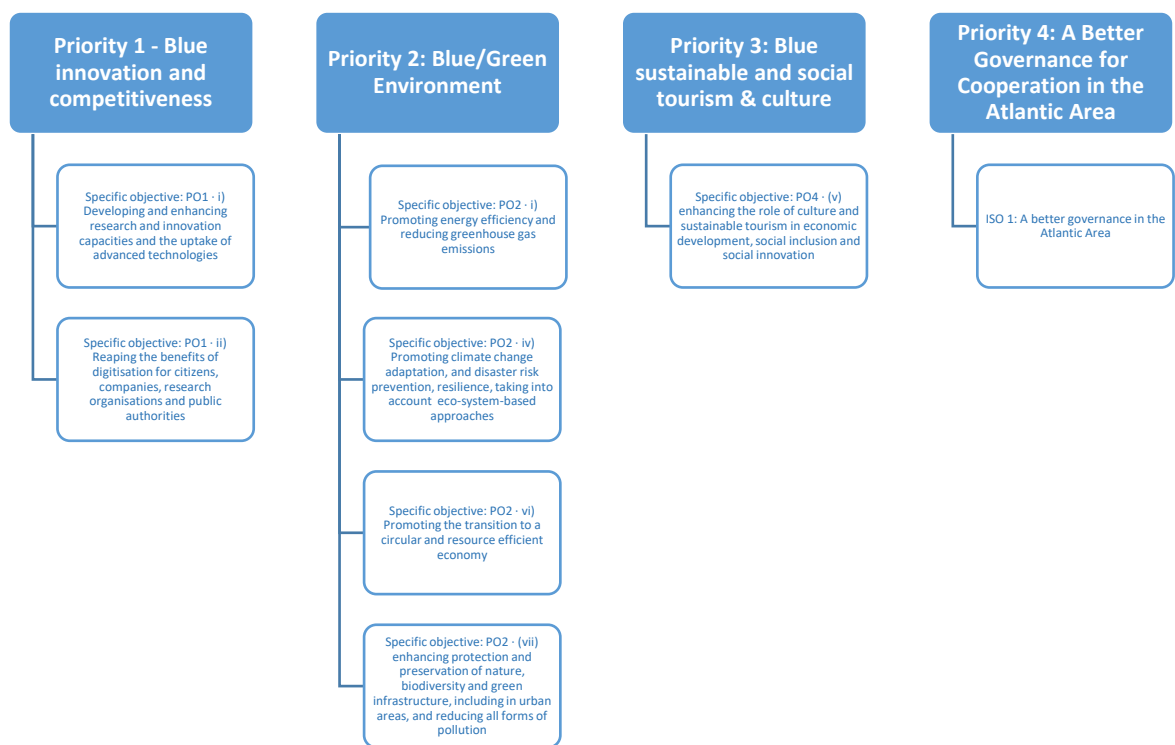 Priority 1 - Blue
innovation and
competitiveness
Specific objective: PO1 · i)
Developing and enhancing
research and innovation
capacities and the uptake of
advanced technologies
Specific objective: PO1 · ii)
Reaping the benefits of
digitisation for citizens,
companies, research
organisations and public
authorities
Priority 2: Blue/Green
Environment
Specific objective: PO2 · i)
Promoting energy efficiency and
reducing greenhouse gas
emissions
Specific objective: PO2 · iv)
Promoting climate change
adaptation, and disaster risk
prevention, resilience, taking into
account eco-system-based
approaches
Specific objective: PO2 · vi)
Promoting the transition to a
circular and resource efficient
economy
Specific objective: PO2 · (vii)
enhancing protection and
preservation of nature,
biodiversity and green
infrastructure, including in urban
areas, and reducing all forms of
pollution
Priority 3: Blue
sustainable and social
tourism & culture
Specific objective: PO4 · (v)
enhancing the role of culture and
sustainable tourism in economic
development, social inclusion and
social innovation
Priority 4: A Better
Governance for
Cooperation in the
Atlantic Area
ISO 1: A better governance in the
Atlantic Area